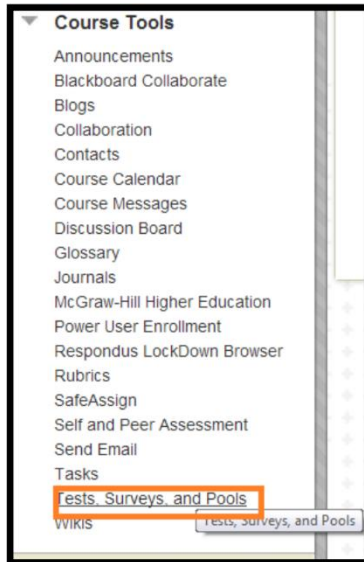 Course Tools
Announcements
Blackboard Collaborate
Blogs
Collaboration
Contacts
Course Calendar
Course Messages
Discussion Board
Glossary
Journals
McGraw-Hill Higher Education
Power User Enrollment
Respondus LockDown Browser
Rubrics
SafeAssign
Self and Peer Assessment
Send Email
Tasks
Tests, Surveys, and Pools
Wikis
Tests, Surveys, and Pools